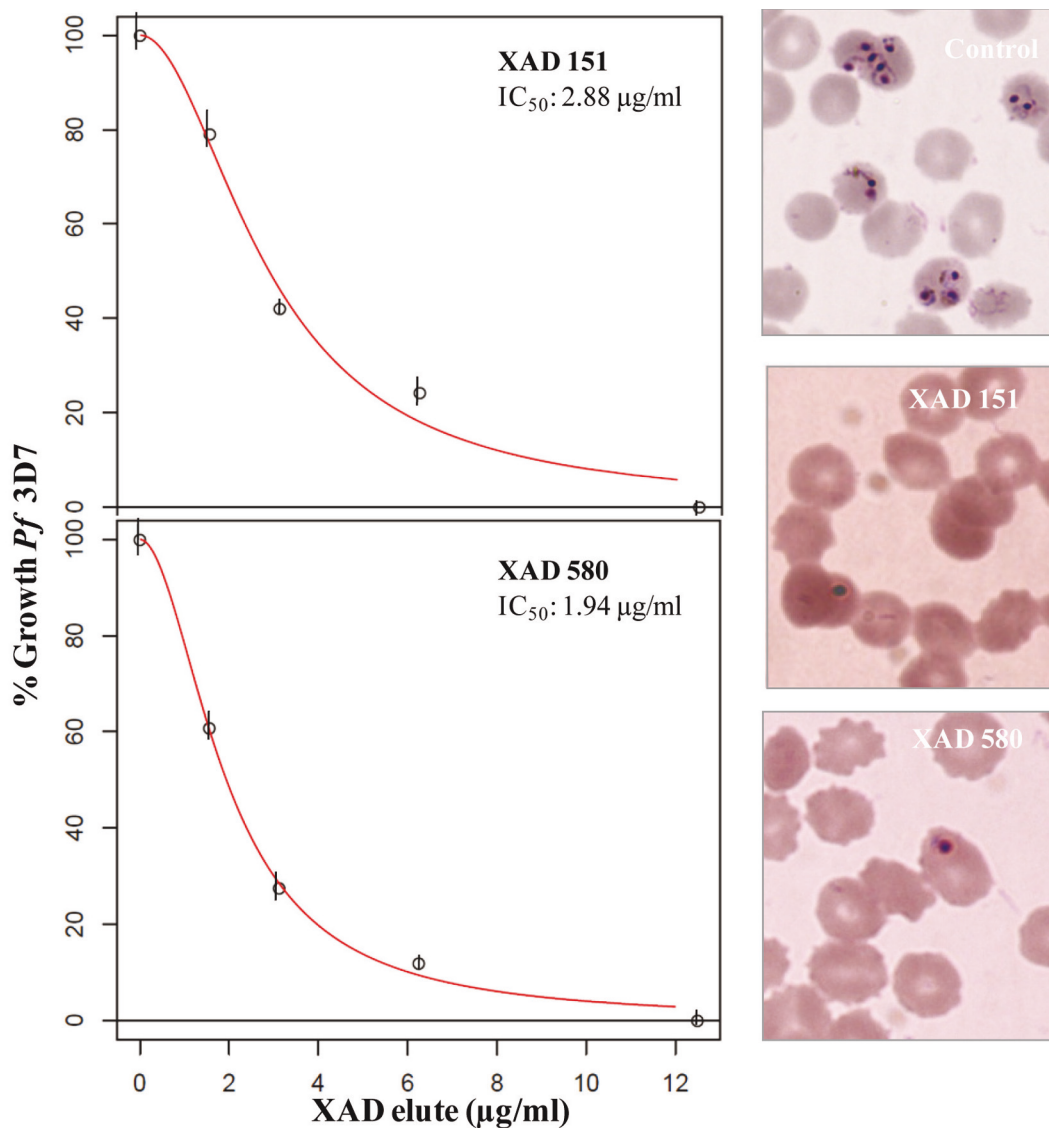 % Growth Pf 3D7
100
80
60
40
20
0
XAD 151
IC₅₀: 2.88 µg/ml
100
80
60
40
20
0
XAD 580
IC₅₀: 1.94 µg/ml
0 2 4 6 8 10 12
XAD elute (µg/ml)
Control
XAD 151
XAD 580